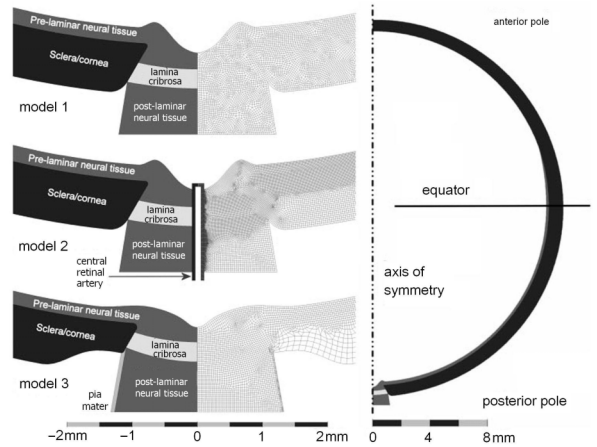 Pre-laminar neural tissue
Sclera/cornea
lamina
cribrosa
post-laminar
neural tissue
model 1
Pre-laminar neural tissue
Sclera/cornea
lamina
cribrosa
post-laminar
neural tissue
model 2
central
retinal
artery
Pre-laminar neural tissue
Sclera/cornea
lamina
cribrosa
post-laminar
neural tissue
model 3
pia
mater
−2mm −1 0 1 2mm
anterior pole
equator
axis of
symmetry
posterior pole
0 4 8mm